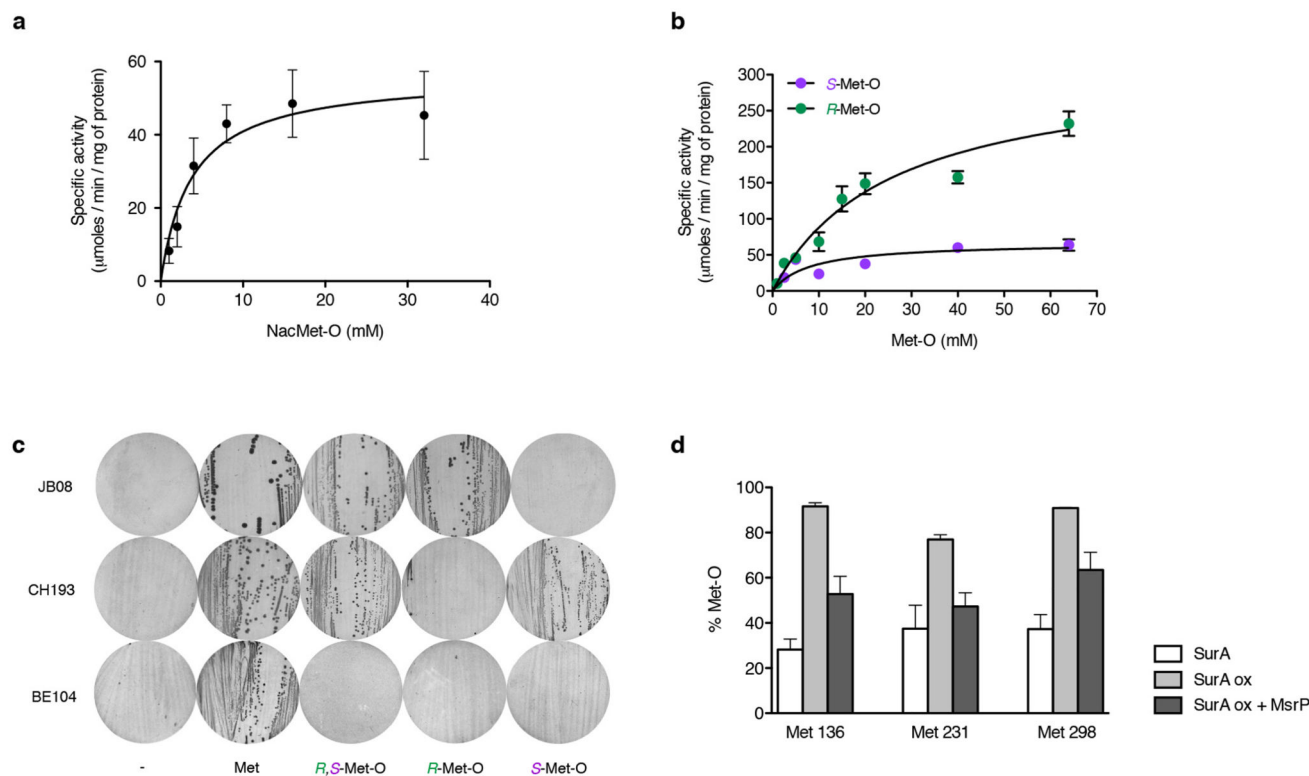 a
60
40
20
0
Specific activity
(µmoles / min / mg of protein)
0 10 20 30 40
NacMet-O (mM)
b
300
250
200
150
100
50
0
Specific activity
(µmoles / min / mg of protein)
S-Met-O
R-Met-O
0 10 20 30 40 50 60 70
Met-O (mM)
c
JB08
CH193
BE104
- Met R,S-Met-O R-Met-O S-Met-O
d
100
80
60
40
20
0
% Met-O
Met 136 Met 231 Met 298
SurA
SurA ox
SurA ox + MsrP